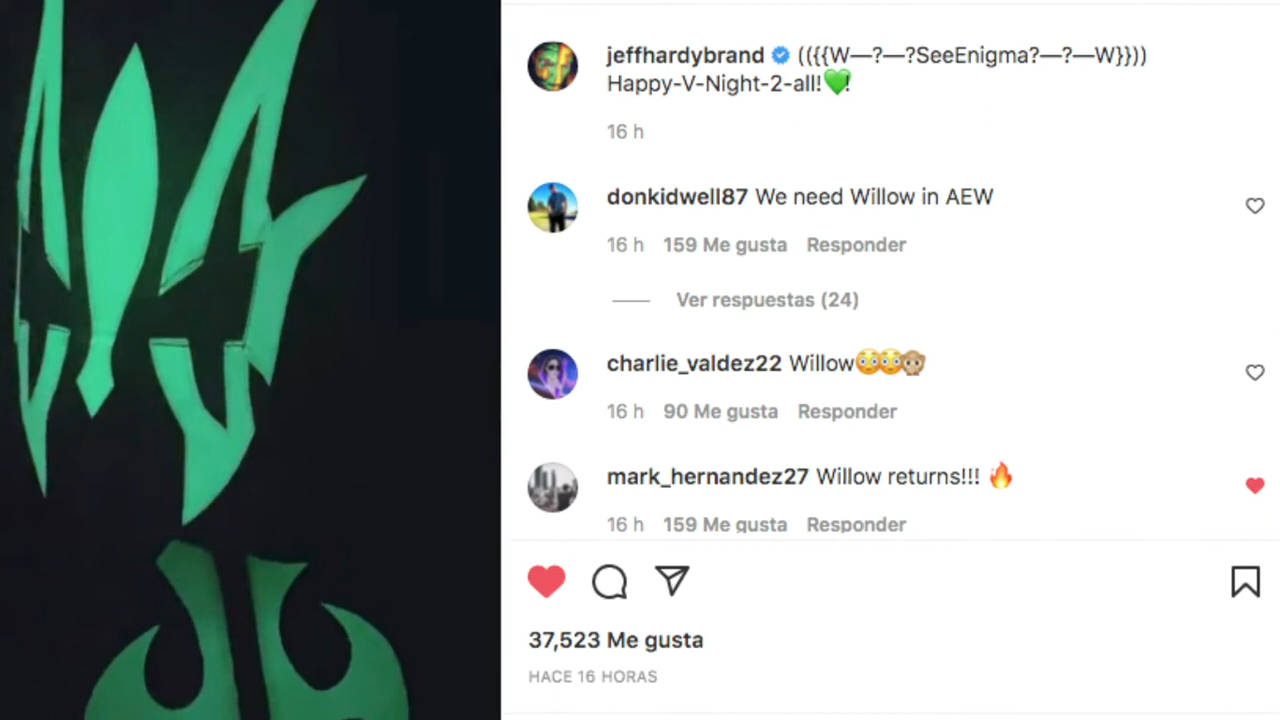 jeffhardybrand ((({{W—?—?SeeEnigma?—?—W}})))
Happy-V-Night-2-all!💚!
16 h
donkidwell87 We need Willow in AEW
16 h 159 Me gusta Responder
Ver respuestas (24)
charlie_valdez22 Willow😳😳🙊
16 h 90 Me gusta Responder
mark_hernandez27 Willow returns!!! 🔥
16 h 159 Me gusta Responder
37,523 Me gusta
HACE 16 HORAS